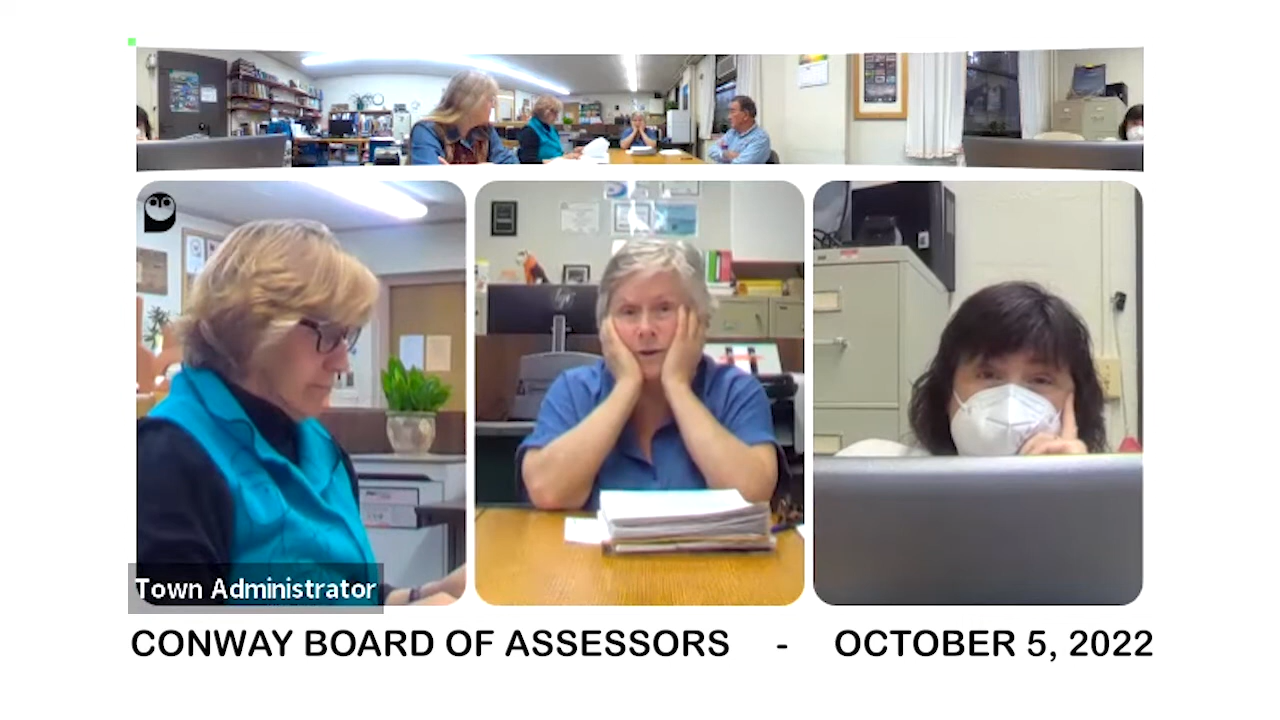 Town Administrator
CONWAY BOARD OF ASSESSORS - OCTOBER 5, 2022